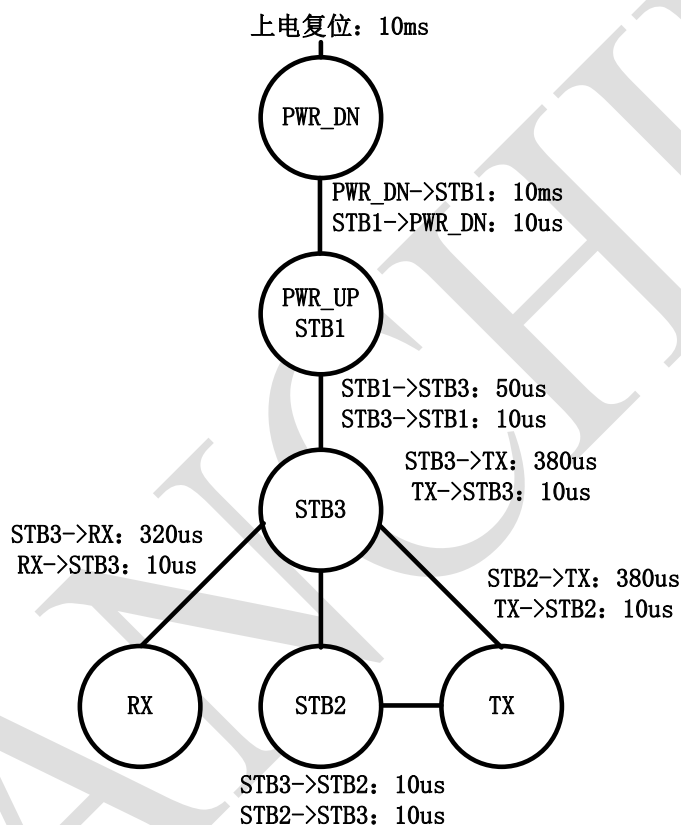 上电复位：10ms
PWR_DN
PWR_DN->STB1：10ms
STB1->PWR_DN：10us
PWR_UP
STB1
STB1->STB3：50us
STB3->STB1：10us
STB3->TX：380us
TX->STB3：10us
STB3
STB3->RX：320us
RX->STB3：10us
STB2->TX：380us
TX->STB2：10us
RX
STB2
TX
STB3->STB2：10us
STB2->STB3：10us